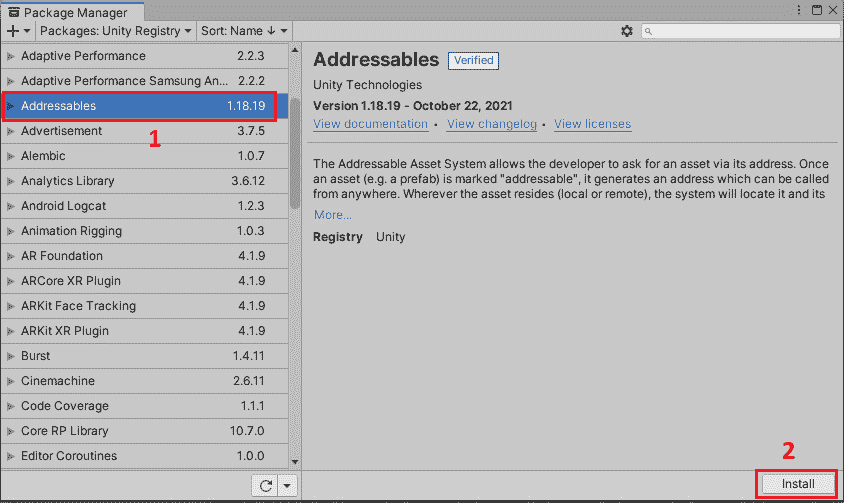 Package Manager
Packages: Unity Registry Sort: Name ↓
Adaptive Performance 2.2.3
Adaptive Performance Samsung An... 2.2.2
Addressables 1.18.19
1
Advertisement 3.7.5
Alembic 1.0.7
Analytics Library 3.6.12
Android Logcat 1.2.3
Animation Rigging 1.0.3
AR Foundation 4.1.9
ARCore XR Plugin 4.1.9
ARKit Face Tracking 4.1.9
ARKit XR Plugin 4.1.9
Burst 1.4.11
Cinemachine 2.6.11
Code Coverage 1.1.1
Core RP Library 10.7.0
Editor Coroutines 1.0.0
Addressables Verified
Unity Technologies
Version 1.18.19 - October 22, 2021
View documentation • View changelog • View licenses
The Addressable Asset System allows the developer to ask for an asset via its address. Once
an asset (e.g. a prefab) is marked "addressable", it generates an address which can be called
from anywhere. Wherever the asset resides (local or remote), the system will locate it and its
More...
Registry Unity
2
Install